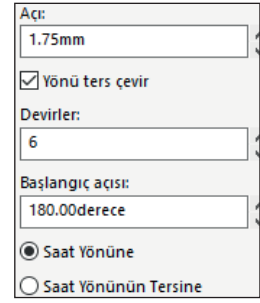 Açı:
1.75mm
Yönü ters çevir
Devirler:
6
Başlangıç açısı:
180.00derece
Saat Yönüne
Saat Yönünün Tersine